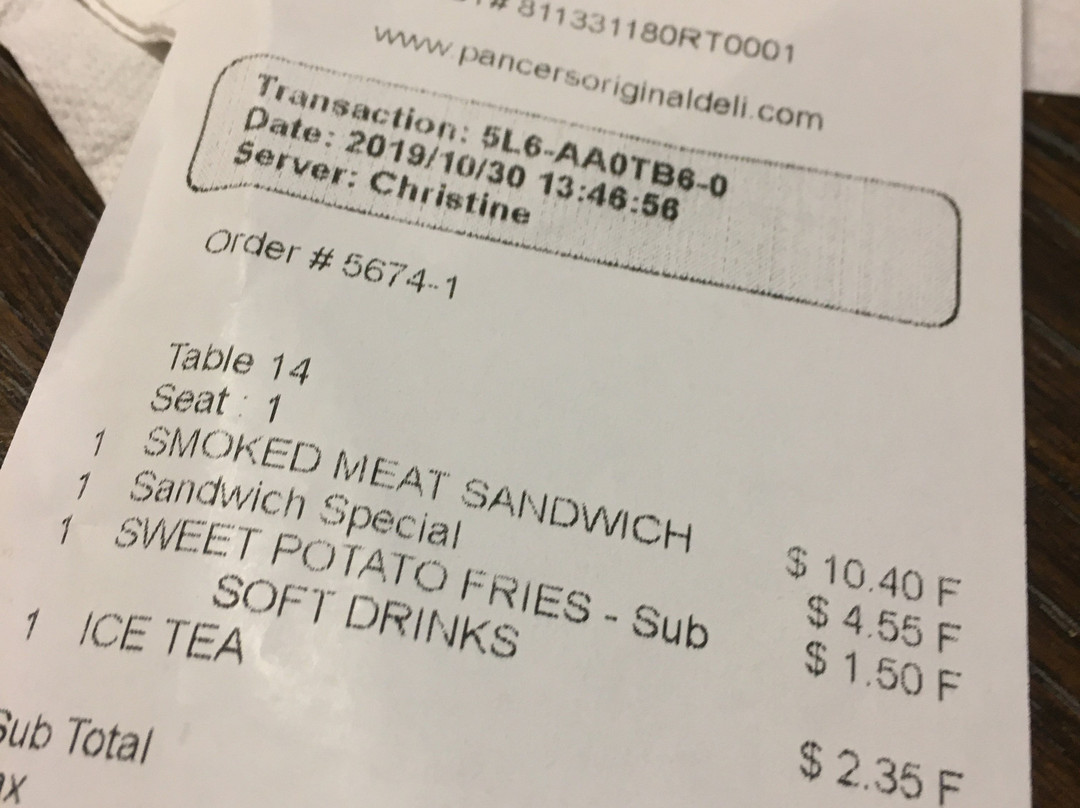 # 811331180RT0001
www.pancersoriginaldeli.com
Transaction: 5L6-AA0TB6-0
Date: 2019/10/30 13:46:56
Server: Christine
Order # 5674-1
Table 14
Seat : 1
1 SMOKED MEAT SANDWICH $ 10.40 F
1 Sandwich Special $ 4.55 F
1 SWEET POTATO FRIES - Sub $ 1.50 F
SOFT DRINKS
1 ICE TEA $ 2.35 F
Sub Total